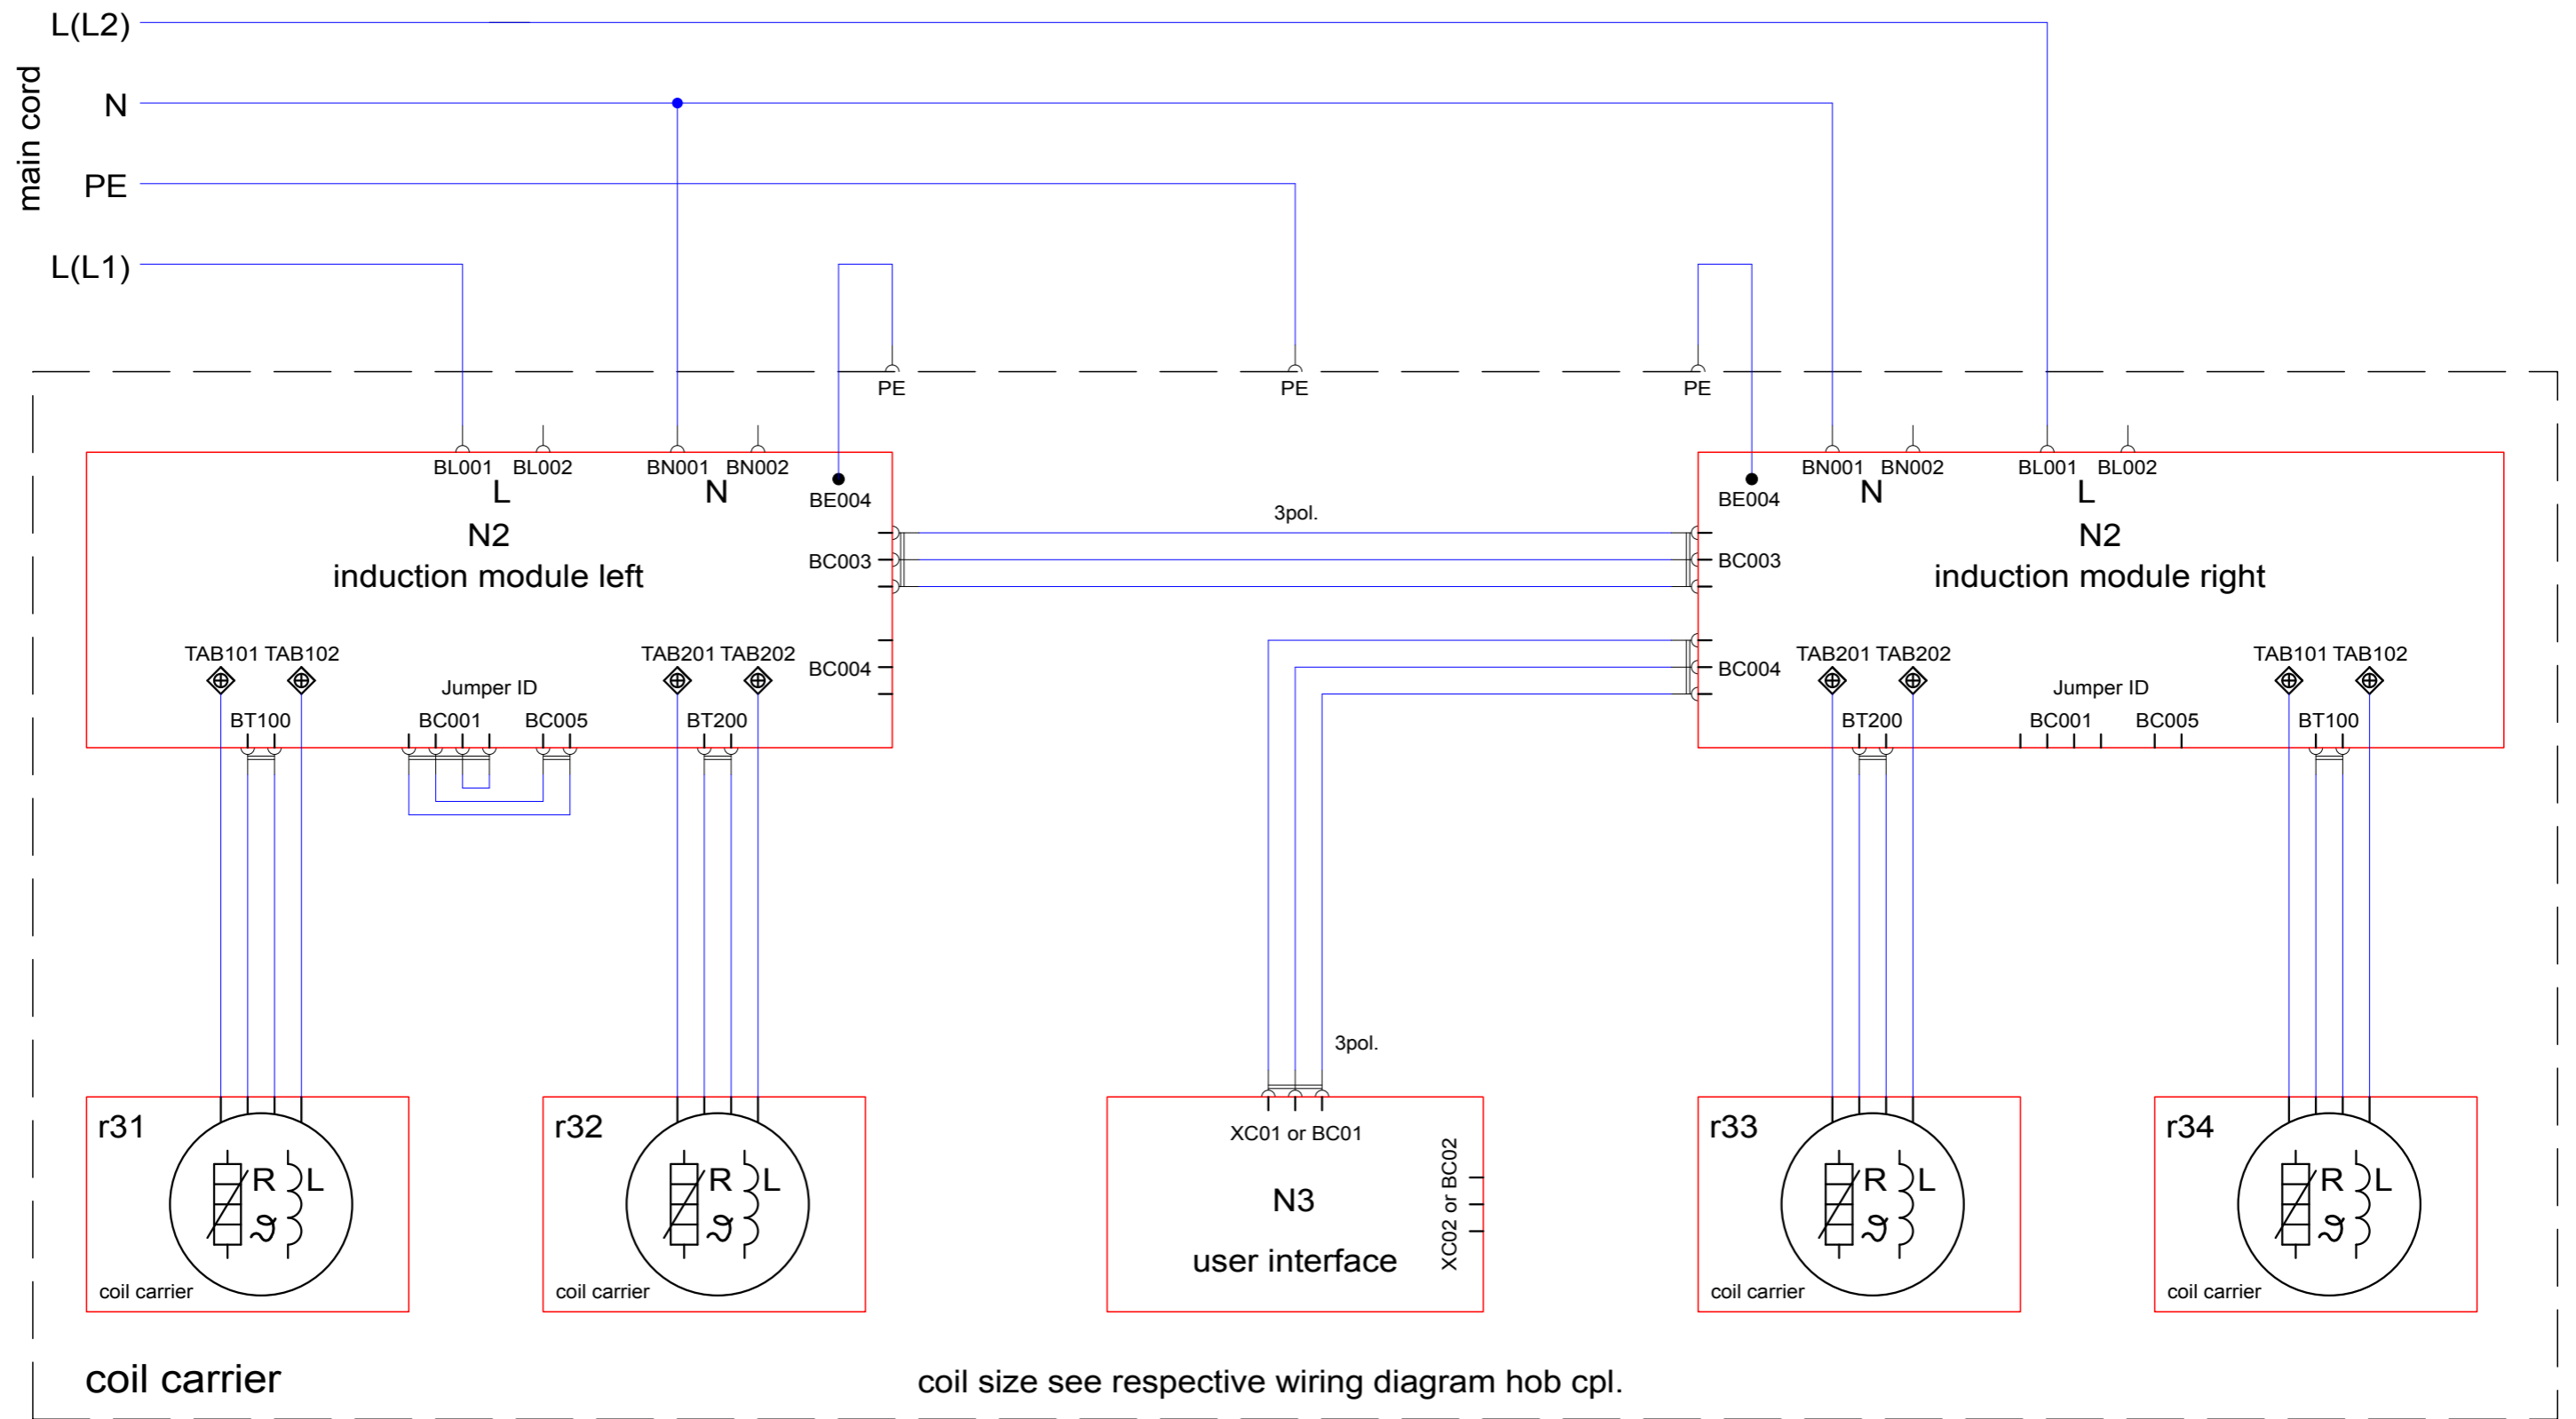 L(L2)
main cord
N
PE
L(L1)
PE PE PE
BL001 BL002 BN001 BN002
L N
BE004
N2
induction module left
BC003
BC004
TAB101 TAB102 TAB201 TAB202
Jumper ID
BT100 BC001 BC005 BT200
3pol.
BN001 BN002 BL001 BL002
BE004
N L
N2
induction module right
BC003
BC004
TAB201 TAB202 TAB101 TAB102
Jumper ID
BT200 BC001 BC005 BT100
3pol.
r31
R L
ϑ
coil carrier
r32
R L
ϑ
coil carrier
XC01 or BC01
XC02 or BC02
N3
user interface
r33
R L
ϑ
coil carrier
r34
R L
ϑ
coil carrier
coil carrier
coil size see respective wiring diagram hob cpl.